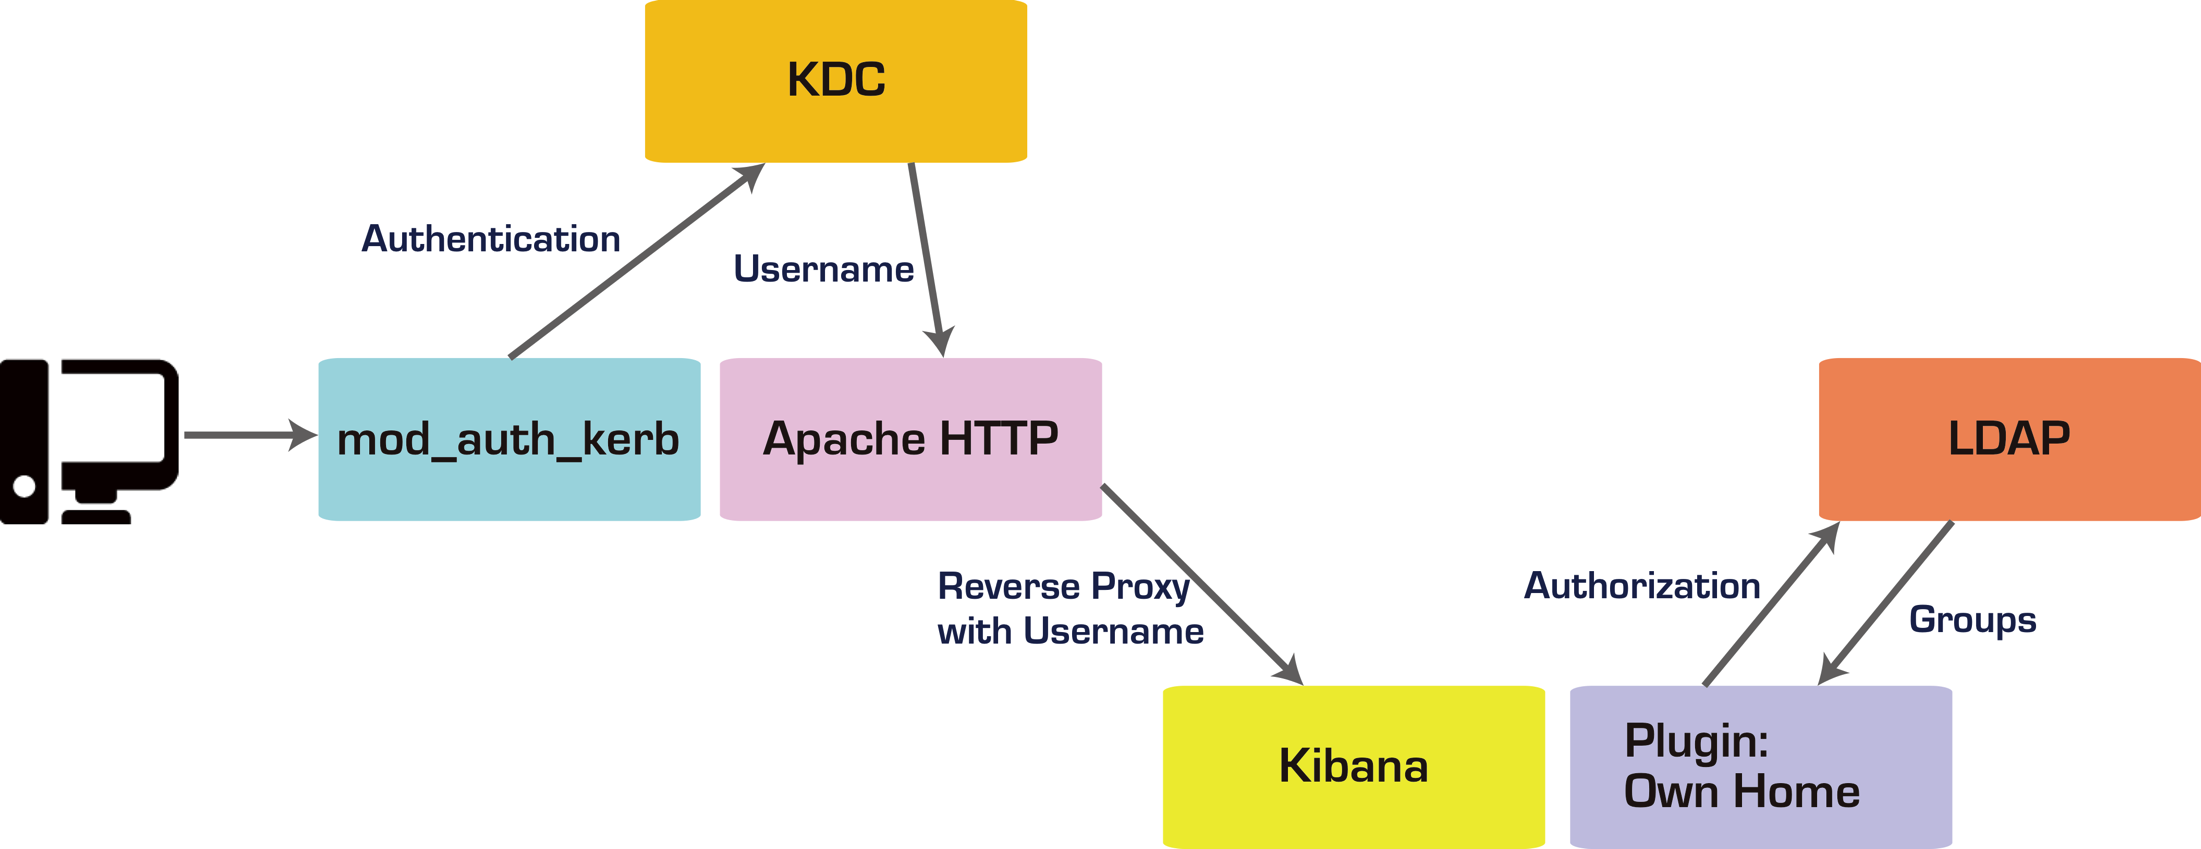 KDC
Authentication
Username
mod_auth_kerb
Apache HTTP
LDAP
Reverse Proxy
with Username
Authorization
Groups
Kibana
Plugin:
Own Home